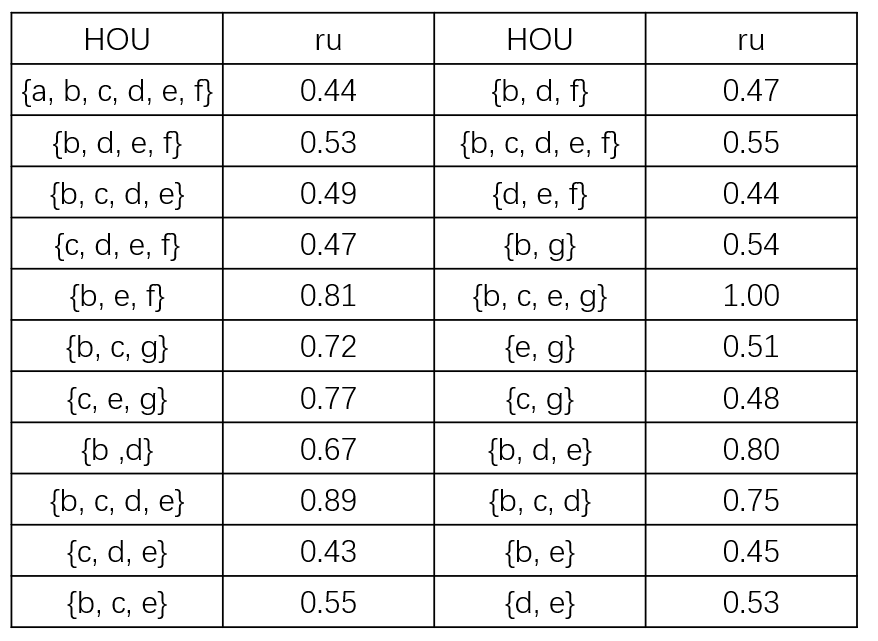 HOU ru HOU ru
{a, b, c, d, e, f} 0.44 {b, d, f} 0.47
{b, d, e, f} 0.53 {b, c, d, e, f} 0.55
{b, c, d, e} 0.49 {d, e, f} 0.44
{c, d, e, f} 0.47 {b, g} 0.54
{b, e, f} 0.81 {b, c, e, g} 1.00
{b, c, g} 0.72 {e, g} 0.51
{c, e, g} 0.77 {c, g} 0.48
{b ,d} 0.67 {b, d, e} 0.80
{b, c, d, e} 0.89 {b, c, d} 0.75
{c, d, e} 0.43 {b, e} 0.45
{b, c, e} 0.55 {d, e} 0.53